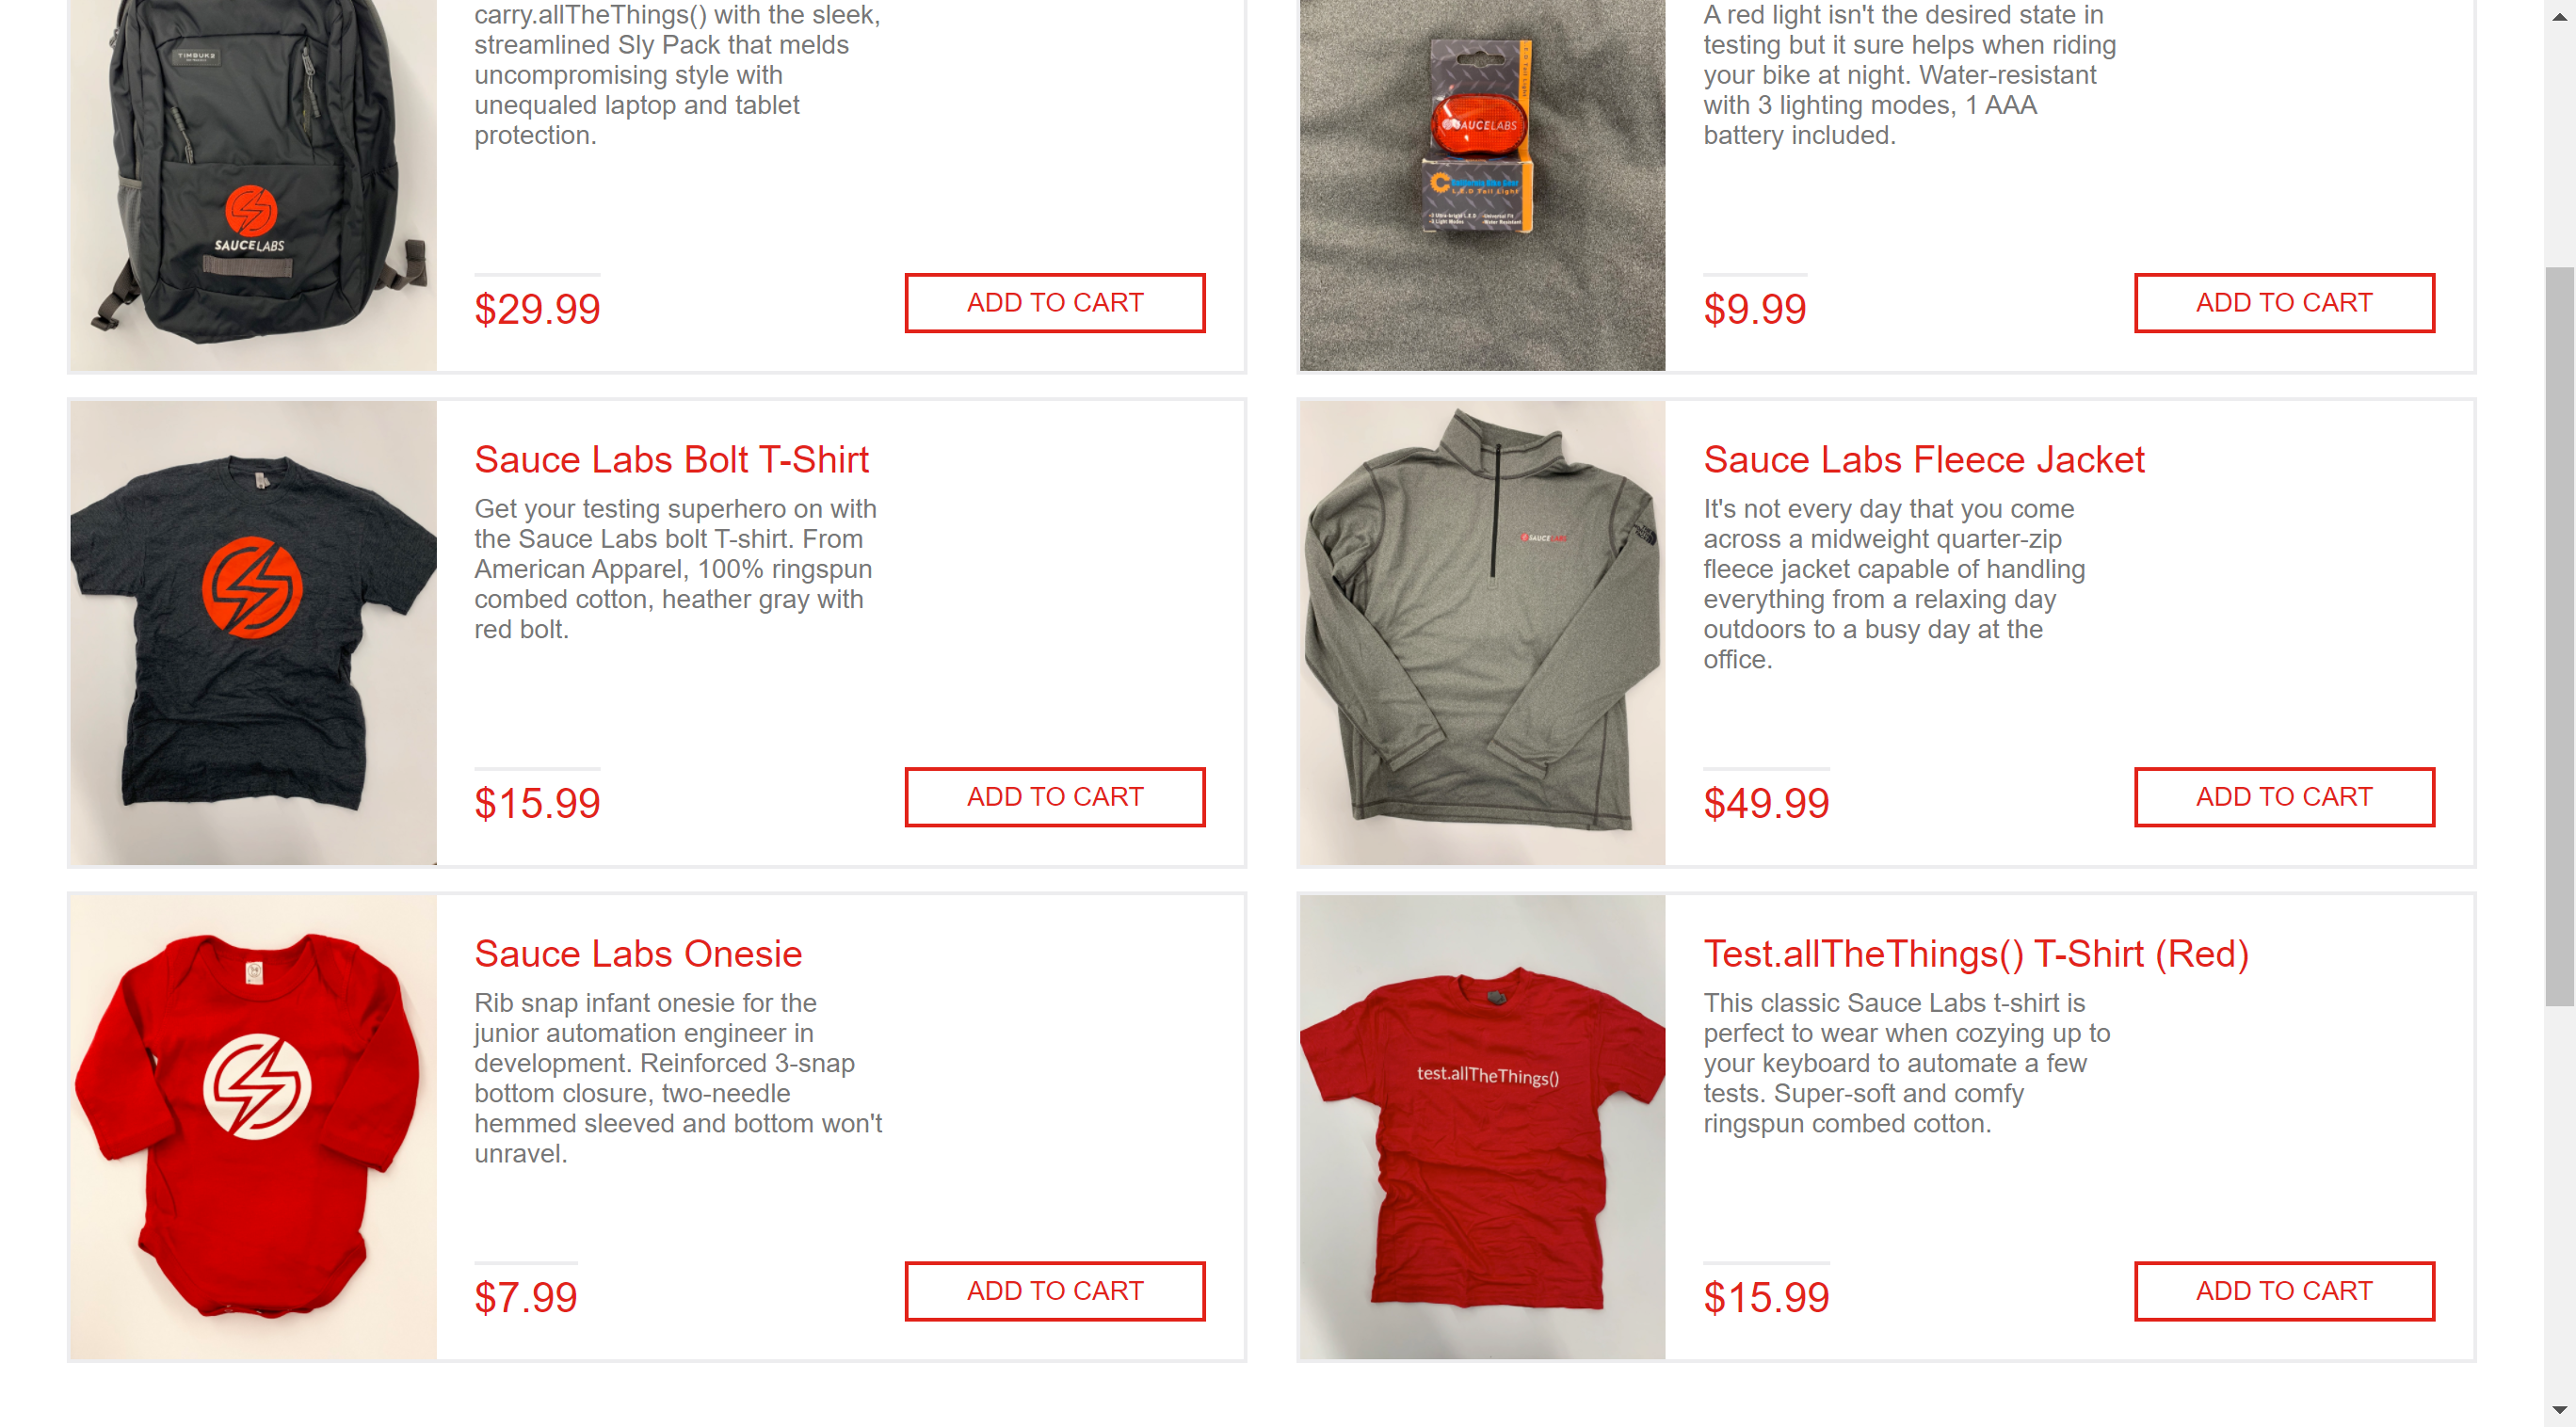 carry.allTheThings() with the sleek,
streamlined Sly Pack that melds
uncompromising style with
unequaled laptop and tablet
protection.
TIMBUK2
SAUCELABS
$29.99
ADD TO CART
A red light isn't the desired state in
testing but it sure helps when riding
your bike at night. Water-resistant
with 3 lighting modes, 1 AAA
battery included.
SAUCELABS
L.E.D Tail Light
$9.99
ADD TO CART
Sauce Labs Bolt T-Shirt
Get your testing superhero on with
the Sauce Labs bolt T-shirt. From
American Apparel, 100% ringspun
combed cotton, heather gray with
red bolt.
$15.99
ADD TO CART
SAUCELABS
Sauce Labs Fleece Jacket
It's not every day that you come
across a midweight quarter-zip
fleece jacket capable of handling
everything from a relaxing day
outdoors to a busy day at the
office.
$49.99
ADD TO CART
Sauce Labs Onesie
Rib snap infant onesie for the
junior automation engineer in
development. Reinforced 3-snap
bottom closure, two-needle
hemmed sleeved and bottom won't
unravel.
$7.99
ADD TO CART
test.allTheThings()
Test.allTheThings() T-Shirt (Red)
This classic Sauce Labs t-shirt is
perfect to wear when cozying up to
your keyboard to automate a few
tests. Super-soft and comfy
ringspun combed cotton.
$15.99
ADD TO CART